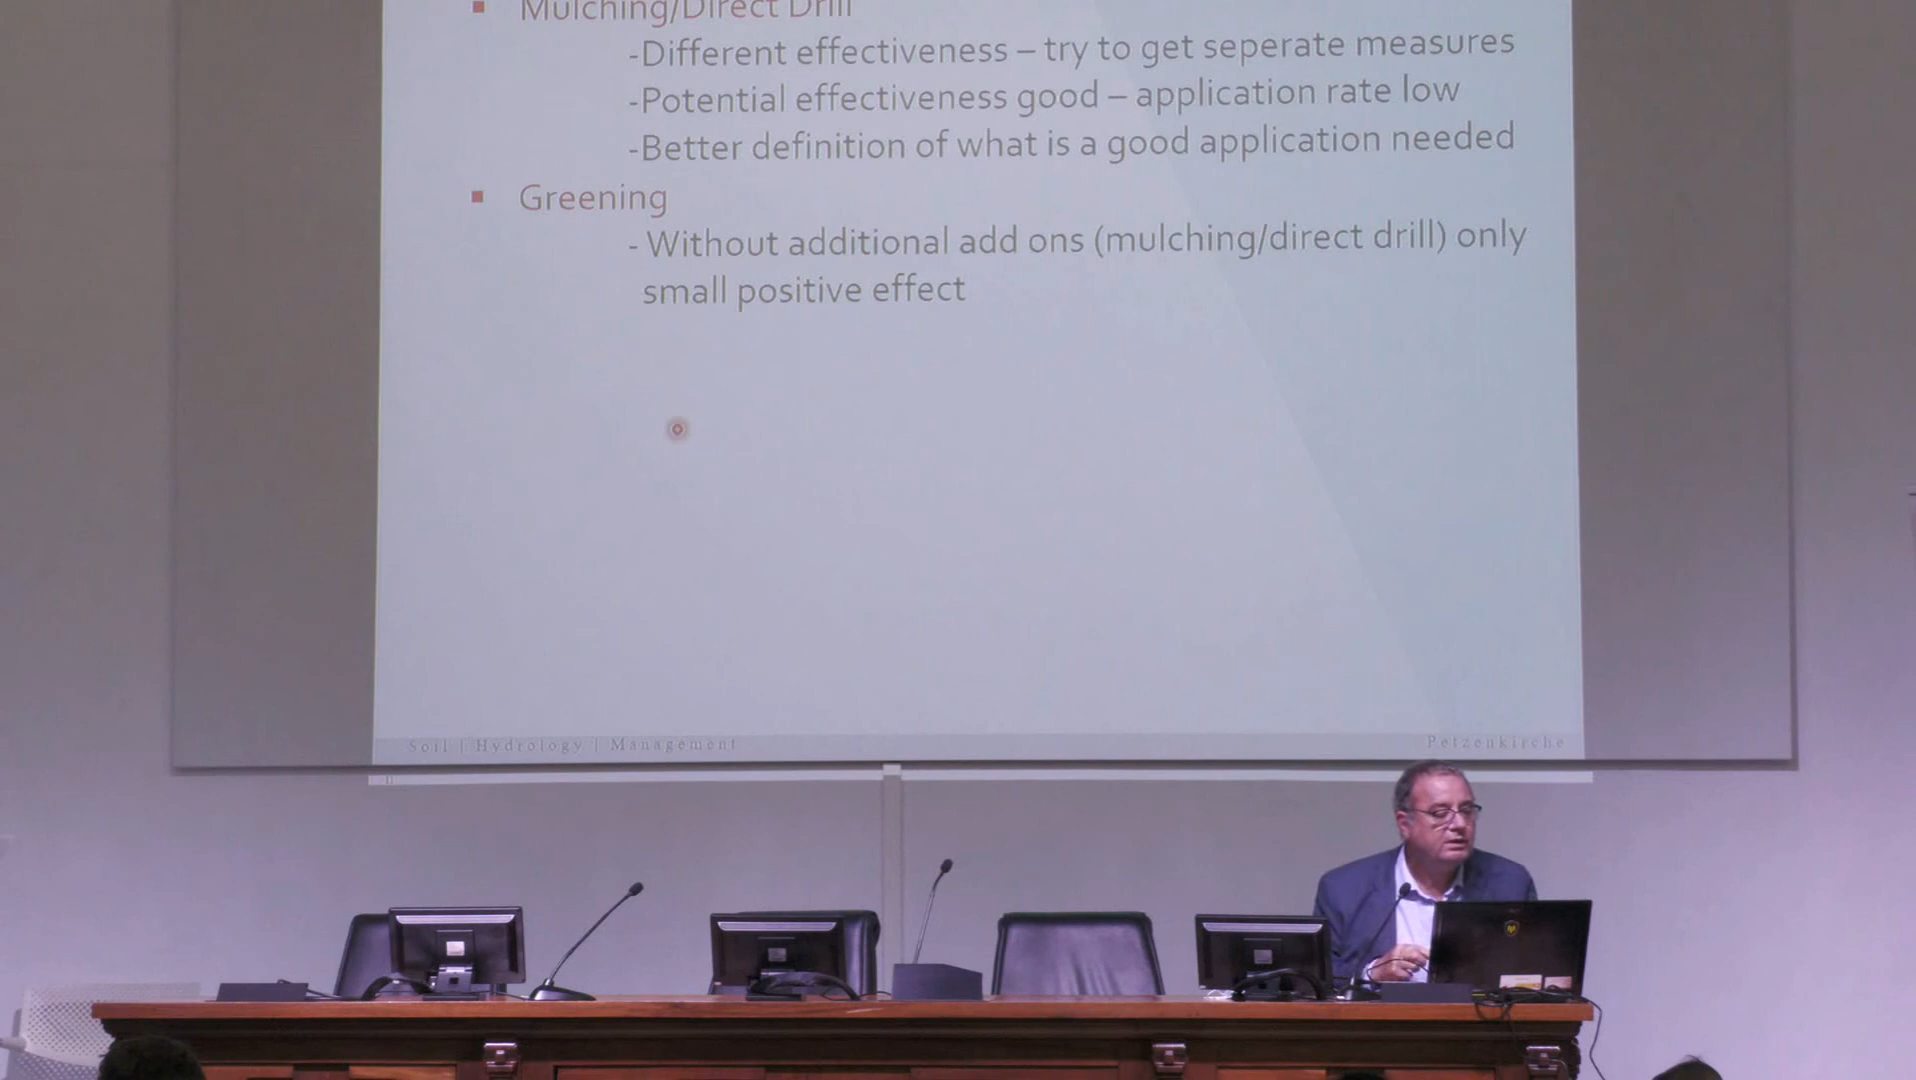 Mulching/Direct Drill
-Different effectiveness – try to get seperate measures
-Potential effectiveness good – application rate low
-Better definition of what is a good application needed
Greening
- Without additional add ons (mulching/direct drill) only
small positive effect
Soil | Hydrology | Management
Petzenkirche